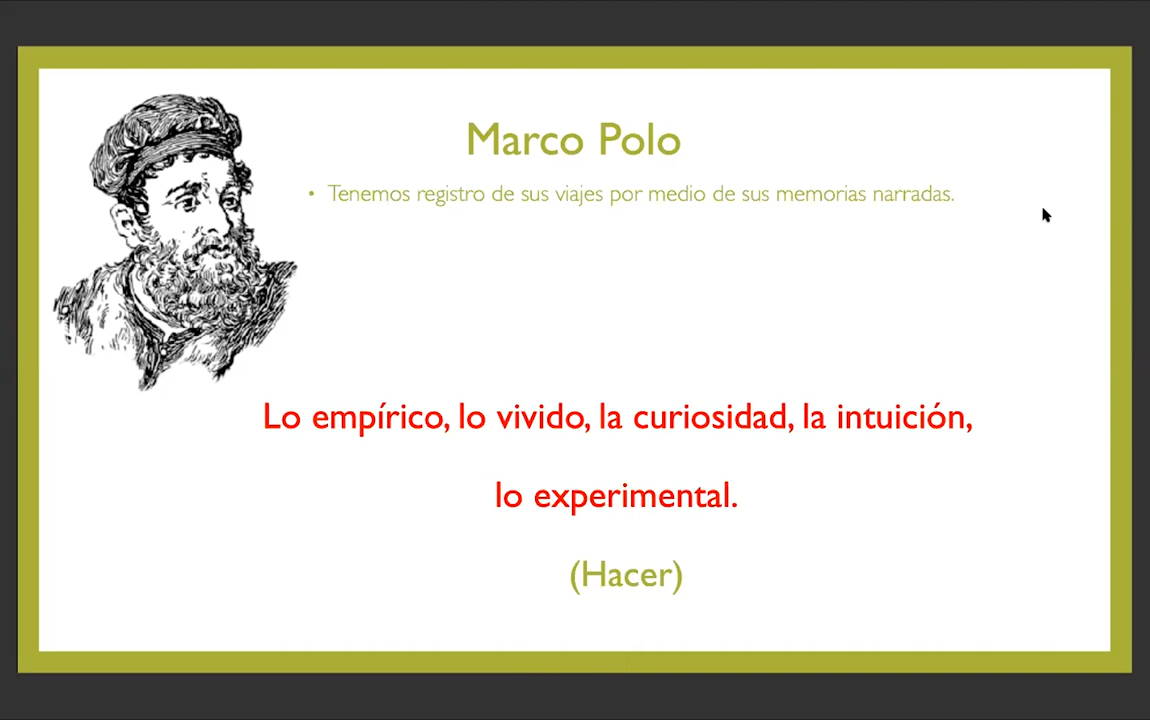 Marco Polo
• Tenemos registro de sus viajes por medio de sus memorias narradas.
Lo empírico, lo vivido, la curiosidad, la intuición,
lo experimental.
(Hacer)